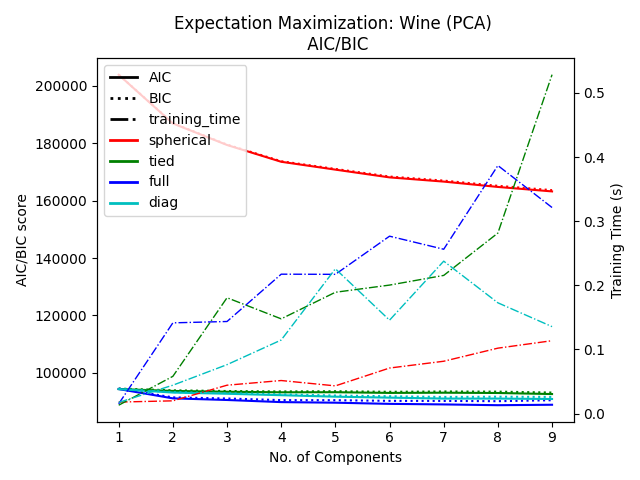 Expectation Maximization: Wine (PCA)
AIC/BIC
AIC
BIC
training_time
spherical
tied
full
diag
AIC/BIC score
200000
180000
160000
140000
120000
100000
Training Time (s)
0.5
0.4
0.3
0.2
0.1
0.0
1 2 3 4 5 6 7 8 9
No. of Components